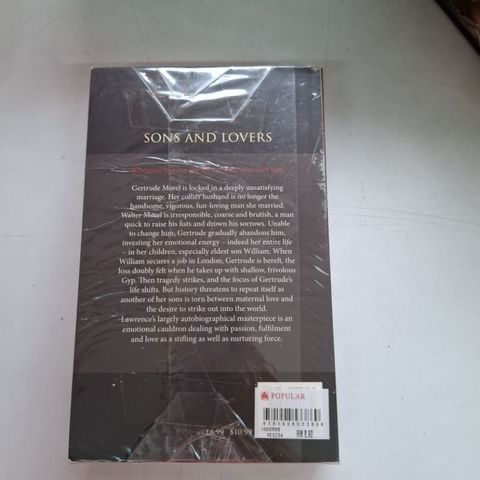 SONS AND LOVERS
Gertrude Morel is locked in a deeply unsatisfying
marriage. Her collier husband is no longer the
handsome, vigorous, fun-loving man she married.
Walter Morel is irresponsible, coarse and brutish, a man
quick to raise his fists and drown his sorrows. Unable
to change him, Gertrude gradually abandons him,
investing her emotional energy – indeed her entire life
– in her children, especially eldest son William. When
William secures a job in London, Gertrude is bereft, the
loss doubly felt when he takes up with shallow, frivolous
Gyp. Then tragedy strikes, and the focus of Gertrude's
life shifts. But history threatens to repeat itself as
another of her sons is torn between maternal love and
the desire to strike out into the world.
Lawrence's largely autobiographical masterpiece is an
emotional cauldron dealing with passion, fulfilment
and love as a stifling as well as nurturing force.
POPULAR
RM 8.90
£6.99 $10.99